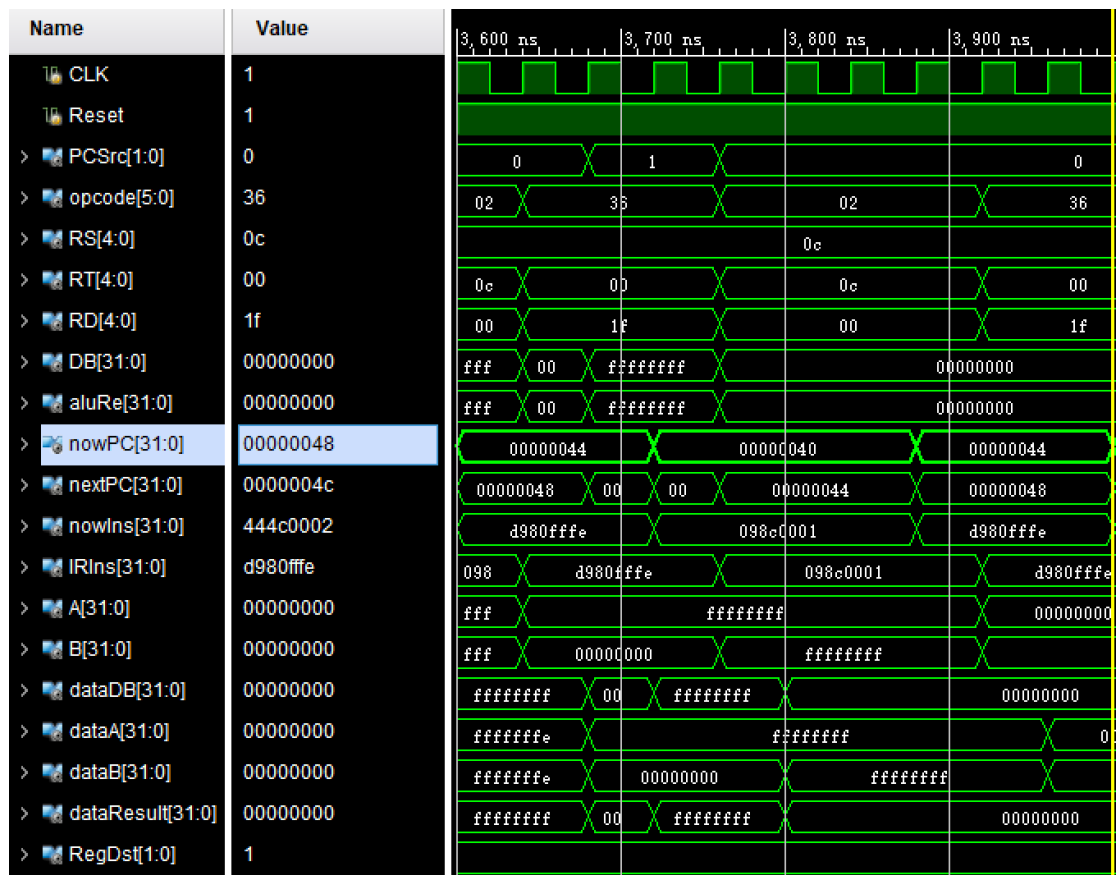 Name Value
3,600 ns 3,700 ns 3,800 ns 3,900 ns
CLK 1
Reset 1
PCSrc[1:0] 0 0 1 0
opcode[5:0] 36 02 36 02 36
RS[4:0] 0c 0c
RT[4:0] 00 0c 00 0c 00
RD[4:0] 1f 00 1f 00 1f
DB[31:0] 00000000 fff 00 ffffffff 00000000
aluRe[31:0] 00000000 fff 00 ffffffff 00000000
nowPC[31:0] 00000048 00000044 00000040 00000044
nextPC[31:0] 0000004c 00000048 00 00 00000044 00000048
nowIns[31:0] 444c0002 d980fffe 098c0001 d980fffe
IRIns[31:0] d980fffe 098 d980fffe 098c0001 d980fffe
A[31:0] 00000000 fff ffffffff 00000000
B[31:0] 00000000 fff 00000000 ffffffff
dataDB[31:0] 00000000 ffffffff 00 ffffffff 00000000
dataA[31:0] 00000000 fffffffe ffffffff 0
dataB[31:0] 00000000 fffffffe 00000000 ffffffff
dataResult[31:0] 00000000 ffffffff 00 ffffffff 00000000
RegDst[1:0] 1